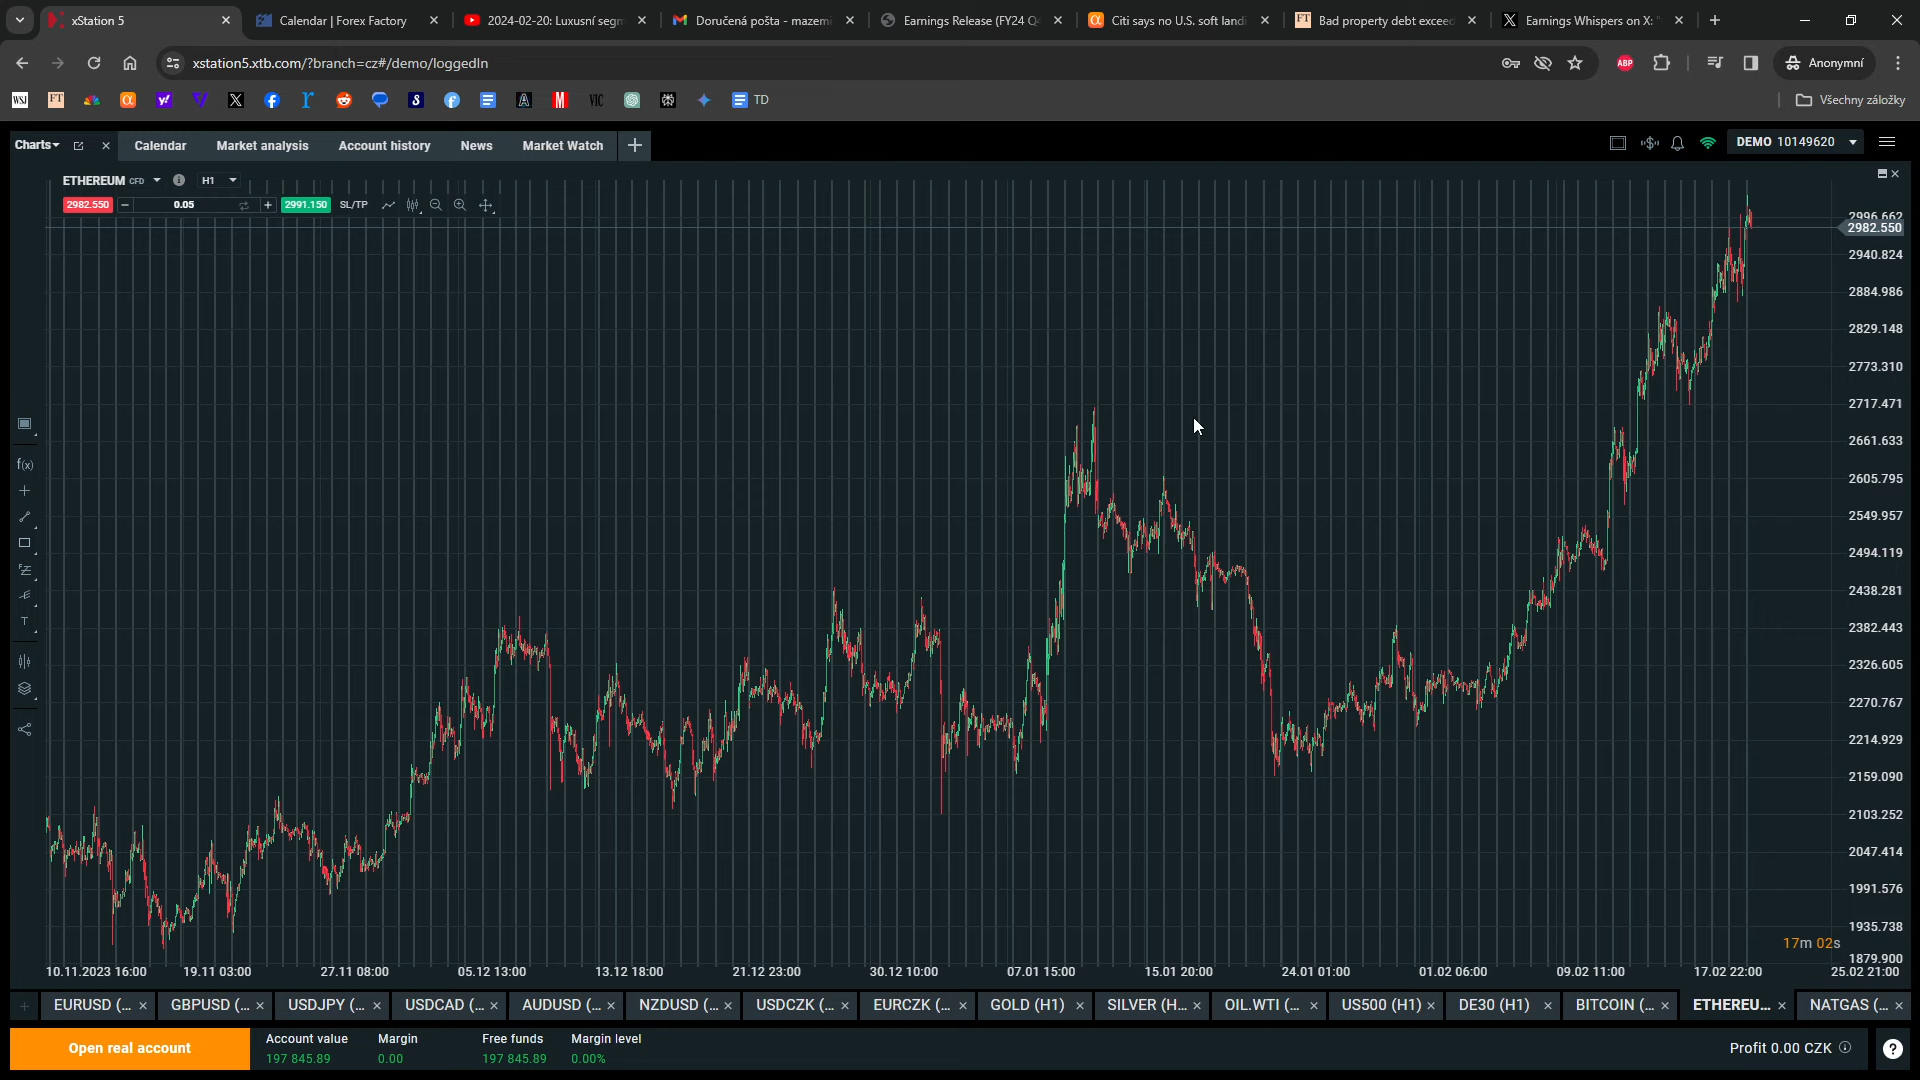 xStation 5
Calendar | Forex Factory
2024-02-20: Luxusní segm
Doručená pošta - mazemi
Earnings Release (FY24 Q
Citi says no U.S. soft landi
FT
Bad property debt exceed
Earnings Whispers on X: "
xstation5.xtb.com/?branch=cz#/demo/loggedIn
ABP
Anonymní
WSJ
FT
VIC
TD
Všechny záložky
Charts
Calendar
Market analysis
Account history
News
Market Watch
DEMO 10149620
ETHEREUM CFD
H1
2982.550
0.05
2991.150
SL/TP
2996.662
2982.550
2940.824
2884.986
2829.148
2773.310
2717.471
2661.633
2605.795
2549.957
2494.119
2438.281
2382.443
2326.605
2270.767
2214.929
2159.090
2103.252
2047.414
1991.576
1935.738
1879.900
f(x)
T
17m 02s
10.11.2023 16:00
19.11 03:00
27.11 08:00
05.12 13:00
13.12 18:00
21.12 23:00
30.12 10:00
07.01 15:00
15.01 20:00
24.01 01:00
01.02 06:00
09.02 11:00
17.02 22:00
25.02 21:00
EURUSD (...
GBPUSD (...
USDJPY (...
USDCAD (...
AUDUSD (...
NZDUSD (...
USDCZK (...
EURCZK (...
GOLD (H1)
SILVER (H...
OIL.WTI (...
US500 (H1)
DE30 (H1)
BITCOIN (...
ETHEREU...
NATGAS (...
Open real account
Account value
Margin
Free funds
Margin level
197 845.89
0.00
197 845.89
0.00%
Profit 0.00 CZK